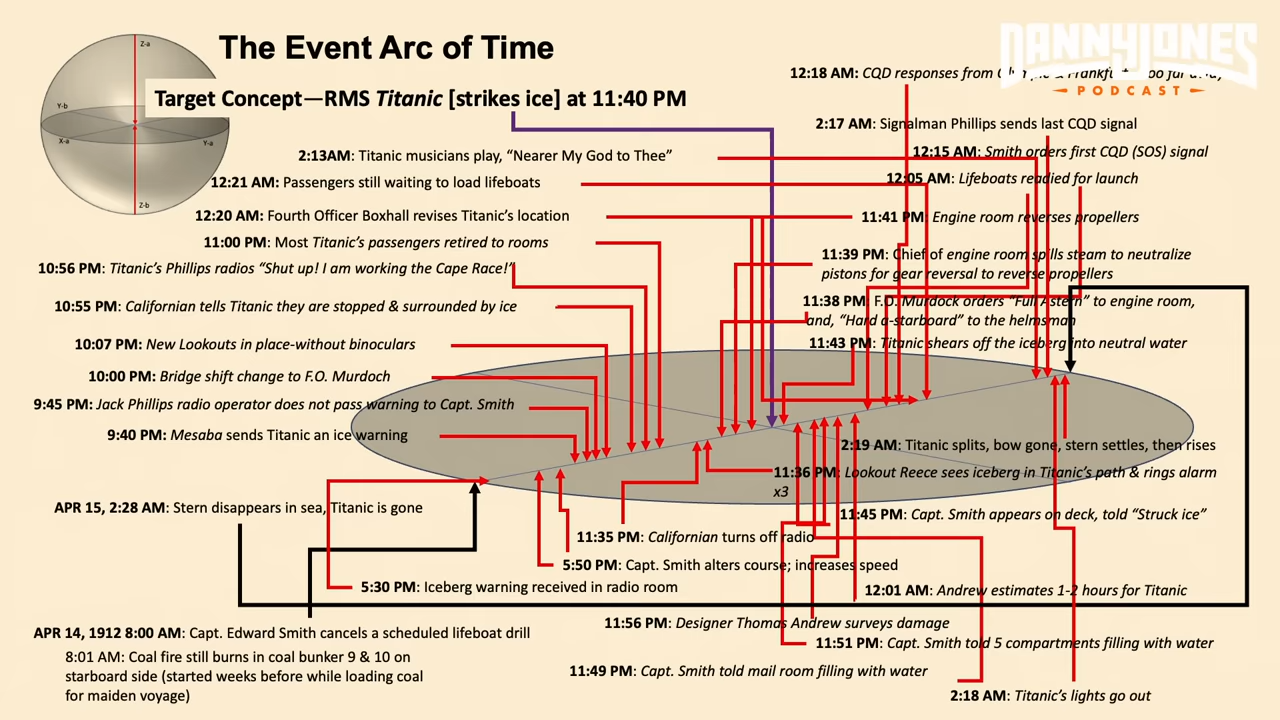 The Event Arc of Time
DANNY JONES
PODCAST
Z-a
Y-b
X-a
Y-a
Z-b
Target Concept—RMS Titanic [strikes ice] at 11:40 PM
12:18 AM: CQD responses from Olympic & Frankfurt—too far away
2:17 AM: Signalman Phillips sends last CQD signal
2:13AM: Titanic musicians play, “Nearer My God to Thee”
12:15 AM: Smith orders first CQD (SOS) signal
12:21 AM: Passengers still waiting to load lifeboats
12:05 AM: Lifeboats readied for launch
12:20 AM: Fourth Officer Boxhall revises Titanic’s location
11:41 PM: Engine room reverses propellers
11:00 PM: Most Titanic’s passengers retired to rooms
11:39 PM: Chief of engine room spills steam to neutralize
pistons for gear reversal to reverse propellers
10:56 PM: Titanic’s Phillips radios “Shut up! I am working the Cape Race!”
10:55 PM: Californian tells Titanic they are stopped & surrounded by ice
11:38 PM: F.O. Murdock orders “Full Astern” to engine room,
and, “Hard a-starboard” to the helmsman
10:07 PM: New Lookouts in place-without binoculars
11:43 PM: Titanic shears off the iceberg into neutral water
10:00 PM: Bridge shift change to F.O. Murdoch
9:45 PM: Jack Phillips radio operator does not pass warning to Capt. Smith
9:40 PM: Mesaba sends Titanic an ice warning
2:19 AM: Titanic splits, bow gone, stern settles, then rises
11:36 PM: Lookout Reece sees iceberg in Titanic’s path & rings alarm
x3
APR 15, 2:28 AM: Stern disappears in sea, Titanic is gone
11:45 PM: Capt. Smith appears on deck, told “Struck ice”
11:35 PM: Californian turns off radio
5:50 PM: Capt. Smith alters course; increases speed
5:30 PM: Iceberg warning received in radio room
12:01 AM: Andrew estimates 1-2 hours for Titanic
11:56 PM: Designer Thomas Andrew surveys damage
APR 14, 1912 8:00 AM: Capt. Edward Smith cancels a scheduled lifeboat drill
11:51 PM: Capt. Smith told 5 compartments filling with water
8:01 AM: Coal fire still burns in coal bunker 9 & 10 on
starboard side (started weeks before while loading coal
for maiden voyage)
11:49 PM: Capt. Smith told mail room filling with water
2:18 AM: Titanic’s lights go out